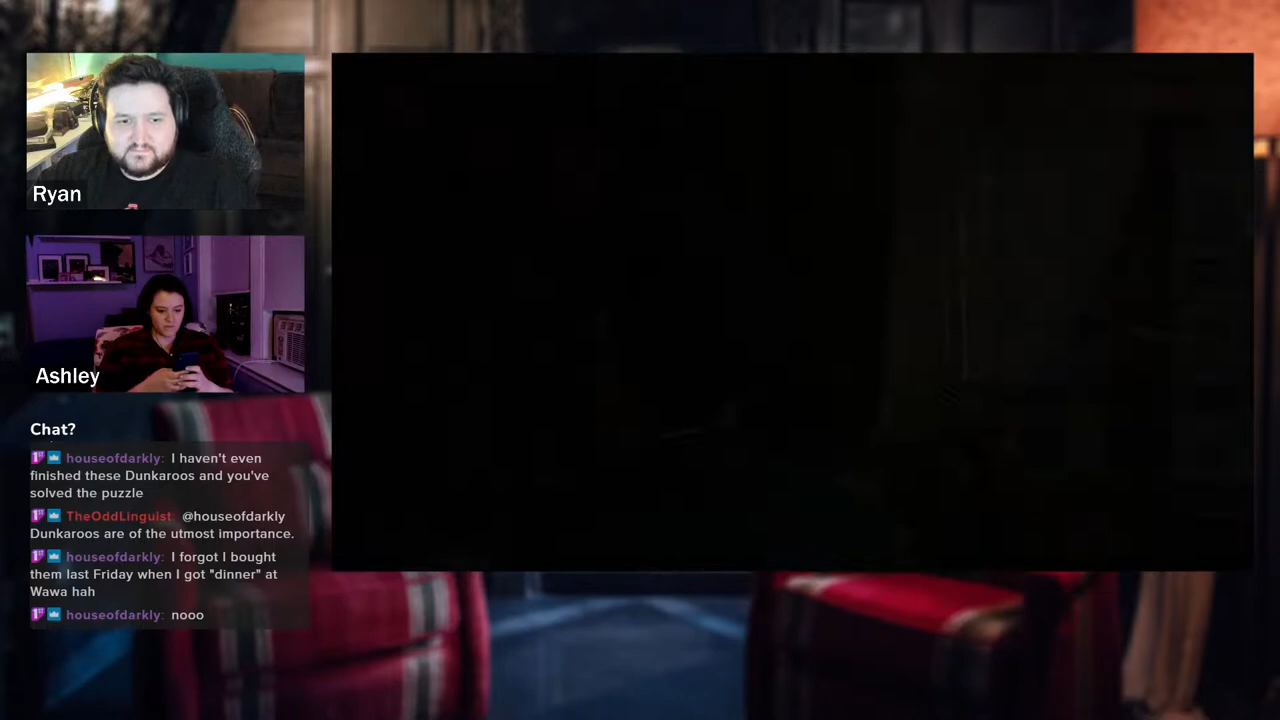 Ryan
Ashley
Chat?
houseofdarkly: I haven't even
finished these Dunkaroos and you've
solved the puzzle
TheOddLinguist: @houseofdarkly
Dunkaroos are of the utmost importance.
houseofdarkly: I forgot I bought
them last Friday when I got "dinner" at
Wawa hah
houseofdarkly: nooo